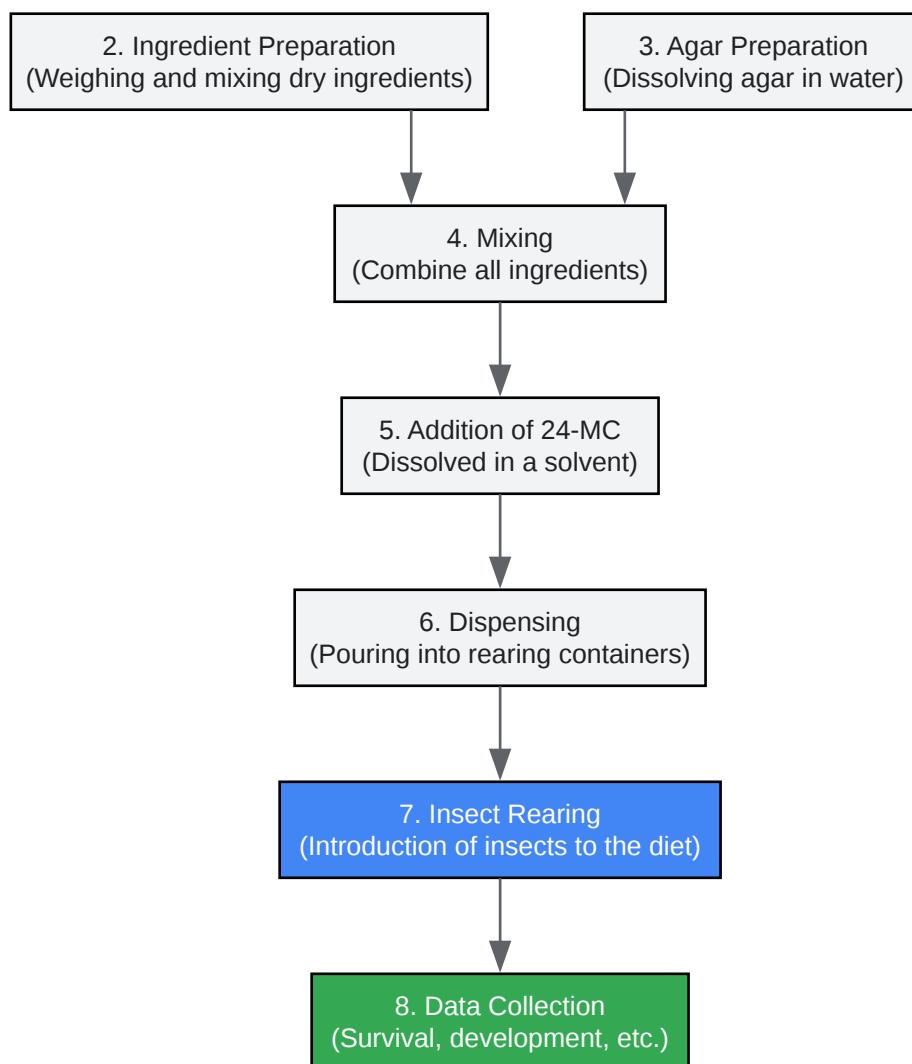 2. Ingredient Preparation
(Weighing and mixing dry ingredients)
3. Agar Preparation
(Dissolving agar in water)
4. Mixing
(Combine all ingredients)
5. Addition of 24-MC
(Dissolved in a solvent)
6. Dispensing
(Pouring into rearing containers)
7. Insect Rearing
(Introduction of insects to the diet)
8. Data Collection
(Survival, development, etc.)